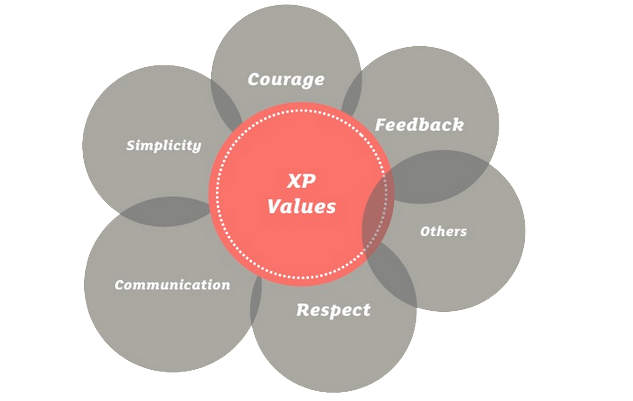 Courage
Feedback
Simplicity
XP
Values
Others
Communication
Respect